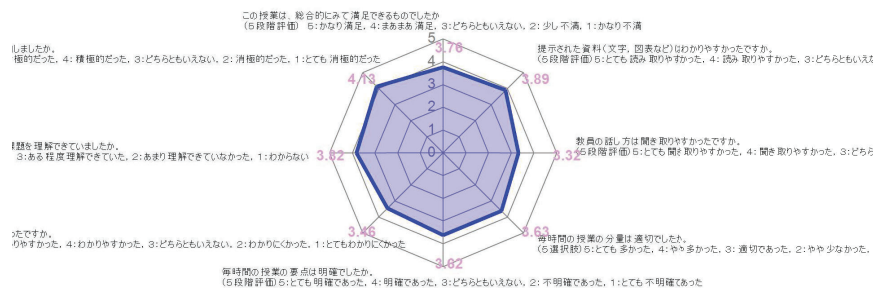 この授業は、総合的にみて満足できるものでしたか
(5段階評価) 5:かなり満足, 4:まあまあ満足, 3:どちらともいえない, 2:少し不満, 1:かなり不満
5
3.76
しましたか。
極的だった, 4:積極的だった, 3:どちらともいえない, 2:消極的だった, 1:とても消極的だった
提示された資料(文字, 図表など)はわかりやすかったですか。
(5段階評価)5:とても読み取りやすかった, 4:読み取りやすかった, 3:どちらともいえ
4
4.13
3.89
3
2
1
課題を理解できていましたか。
3:ある程度理解できていた, 2:あまり理解できていなかった, 1:わからない
3.82
0
教員の話し方は聞き取りやすかったですか。
(5段階評価)5:とても聞き取りやすかった, 4:聞き取りやすかった, 3:どちら
3.32
ったですか。
りやすかった, 4:わかりやすかった, 3:どちらともいえない, 2:わかりにくかった, 1:とてもわかりにくかった
3.46
3.63
毎時間の授業の分量は適切でしたか。
(5選択肢)5:とても多かった, 4:やや多かった, 3:適切であった, 2:やや少なかった,
3.62
毎時間の授業の要点は明確でしたか。
(5段階評価)5:とても明確であった, 4:明確であった, 3:どちらともいえない, 2:不明確であった, 1:とても不明確であった